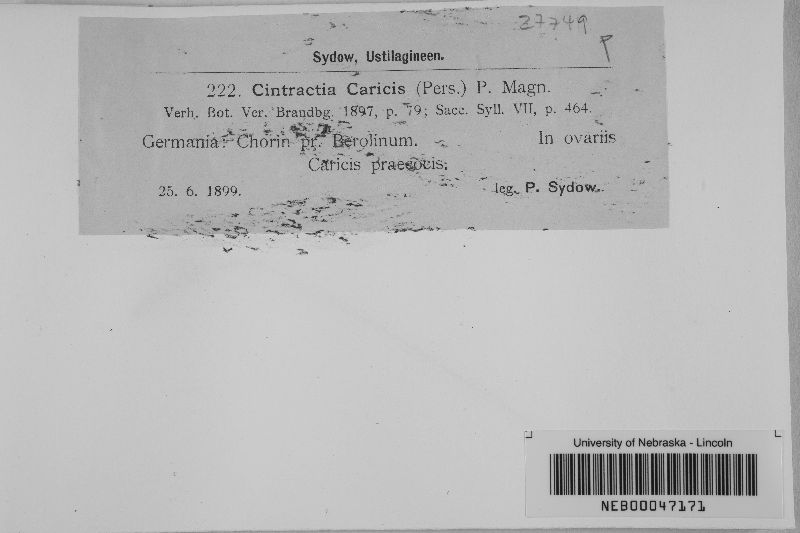 37749
P
Sydow, Ustilagineen.
222. Cintractia Caricis (Pers.) P. Magn.
Verh. Bot. Ver. Brandbg. 1897, p. 79; Sacc. Syll. VII, p. 464.
Germania: Chorin pr. Berolinum. In ovariis
Caricis praecocis.
25. 6. 1899. leg. P. Sydow.
University of Nebraska - Lincoln
NEB00047171